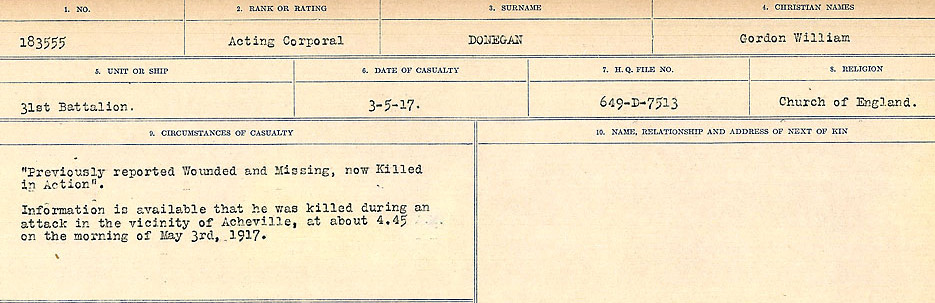 1. NO. 2. RANK OR RATING 3. SURNAME 4. CHRISTIAN NAMES
183555 Acting Corporal DONEGAN Gordon William
5. UNIT OR SHIP 6. DATE OF CASUALTY 7. H.Q. FILE NO. 8. RELIGION
31st Battalion. 3-5-17. 649-D-7513 Church of England.
9. CIRCUMSTANCES OF CASUALTY 10. NAME, RELATIONSHIP AND ADDRESS OF NEXT OF KIN
"Previously reported Wounded and Missing, now Killed
in Action".
Information is available that he was killed during an
attack in the vicinity of Acheville, at about 4.45
on the morning of May 3rd, 1917.